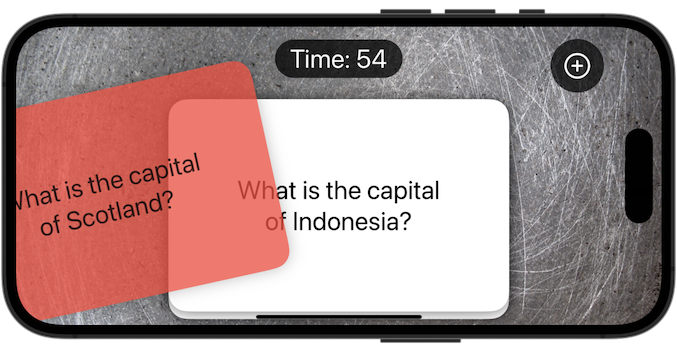 Time: 54
What is the capital
of Scotland?
What is the capital
of Indonesia?